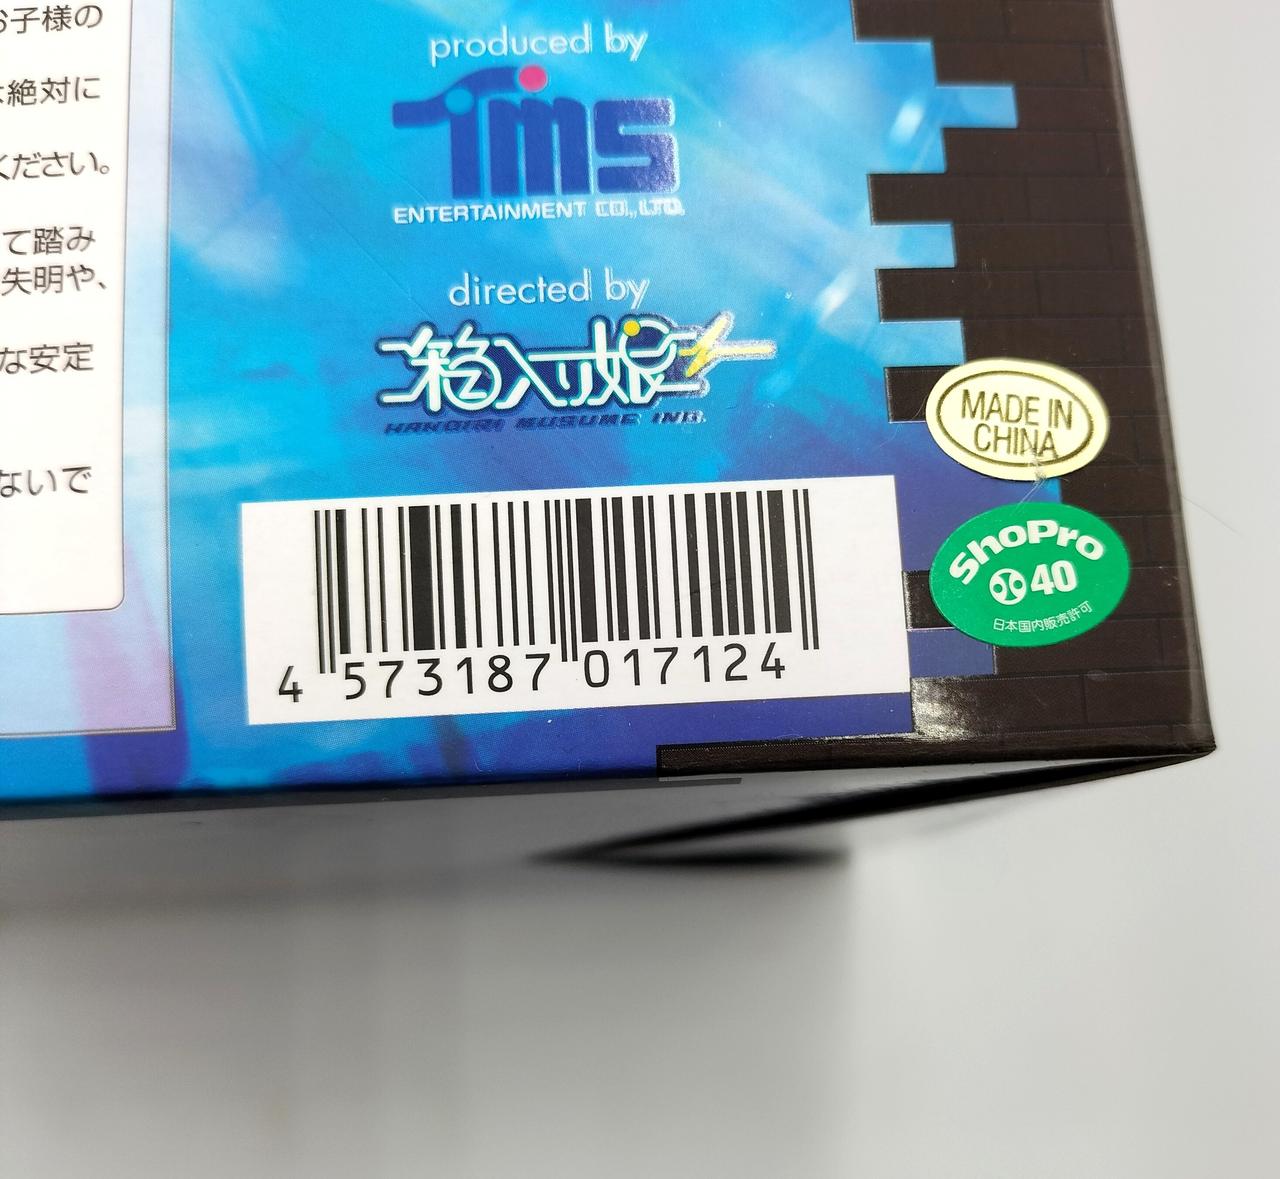 お子様の
絶対に
ください。
て踏み
失明や、
な安定
ないで
produced by
TMS
ENTERTAINMENT CO., LTD.
directed by
箱入り娘
HAKOIRI MUSUME INC.
MADE IN
CHINA
ShoPro
40
日本国内販売許可
4 573187 017124